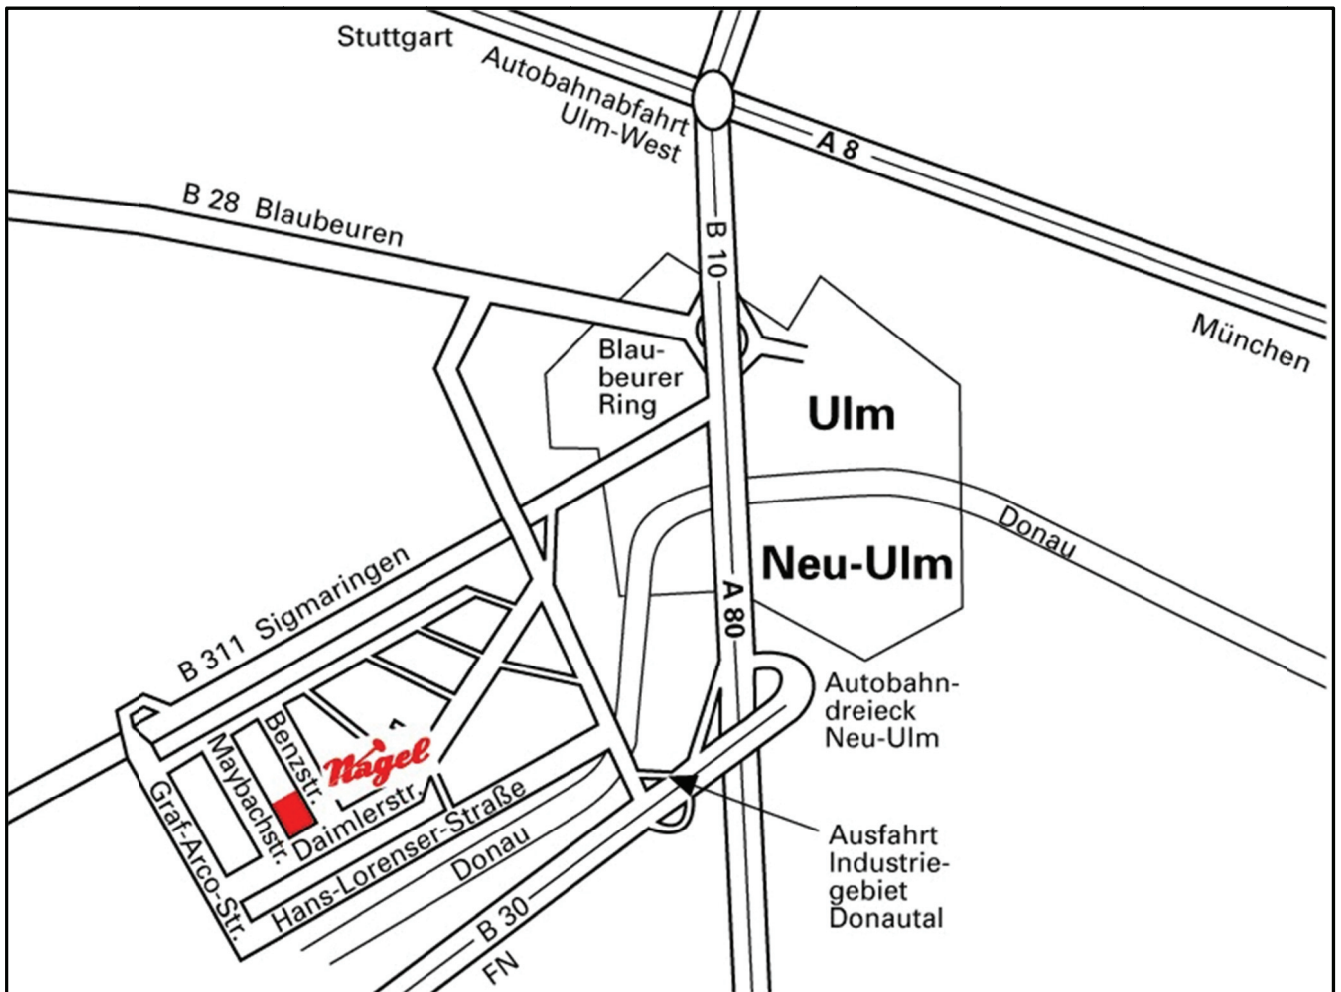 Stuttgart
Autobahnabfahrt
Ulm-West
A 8
B 28 Blaubeuren
B 10
München
Blau-
beurer
Ring
Ulm
Donau
Neu-Ulm
A 80
B 311 Sigmaringen
Autobahn-
dreieck
Neu-Ulm
Benzstr.
Nagel
Maybachstr.
Graf-Arco-Str.
Daimlerstr.
Hans-Lorenser-Straße
Donau
Ausfahrt
Industrie-
gebiet
Donautal
B 30
FN